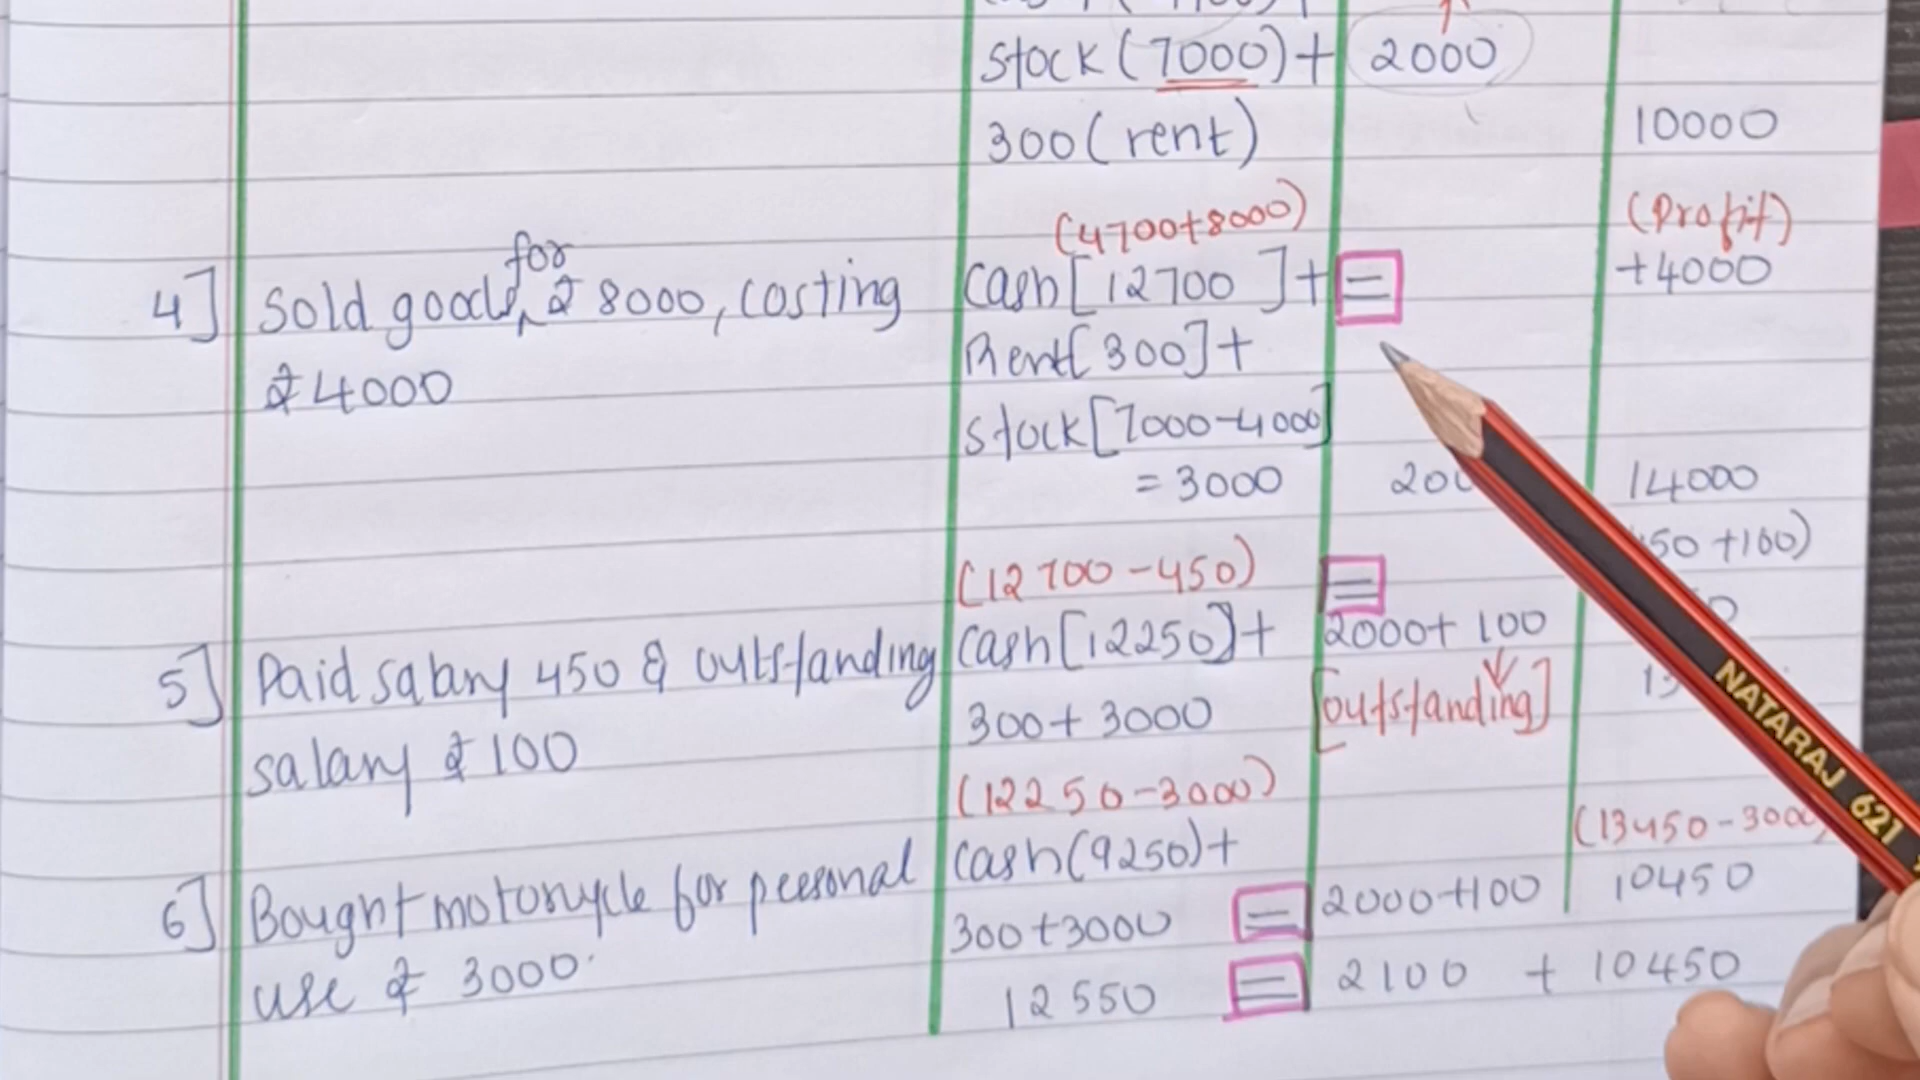 stock (7000) + 2000
300 (rent) 10000
(4700+8000) (Profit)
for
4] Sold goods, ₹ 8000, costing Cash [12700] + = +4000
₹ 4000 Rent [300] +
stock [7000-4000]
= 3000 14000
(12700-450) 50 +100)
5] Paid salary 450 & outstanding Cash [12250] + = 2000+ 100
salary ₹ 100 300 + 3000 [outstanding]
(12250-3000)
6] Bought motorcycle for peersonal Cash (9250) + (13450-3000)
300 +3000 = 2000+100 10450
use ₹ 3000. 12550 = 2100 + 10450
NATARAJ 621